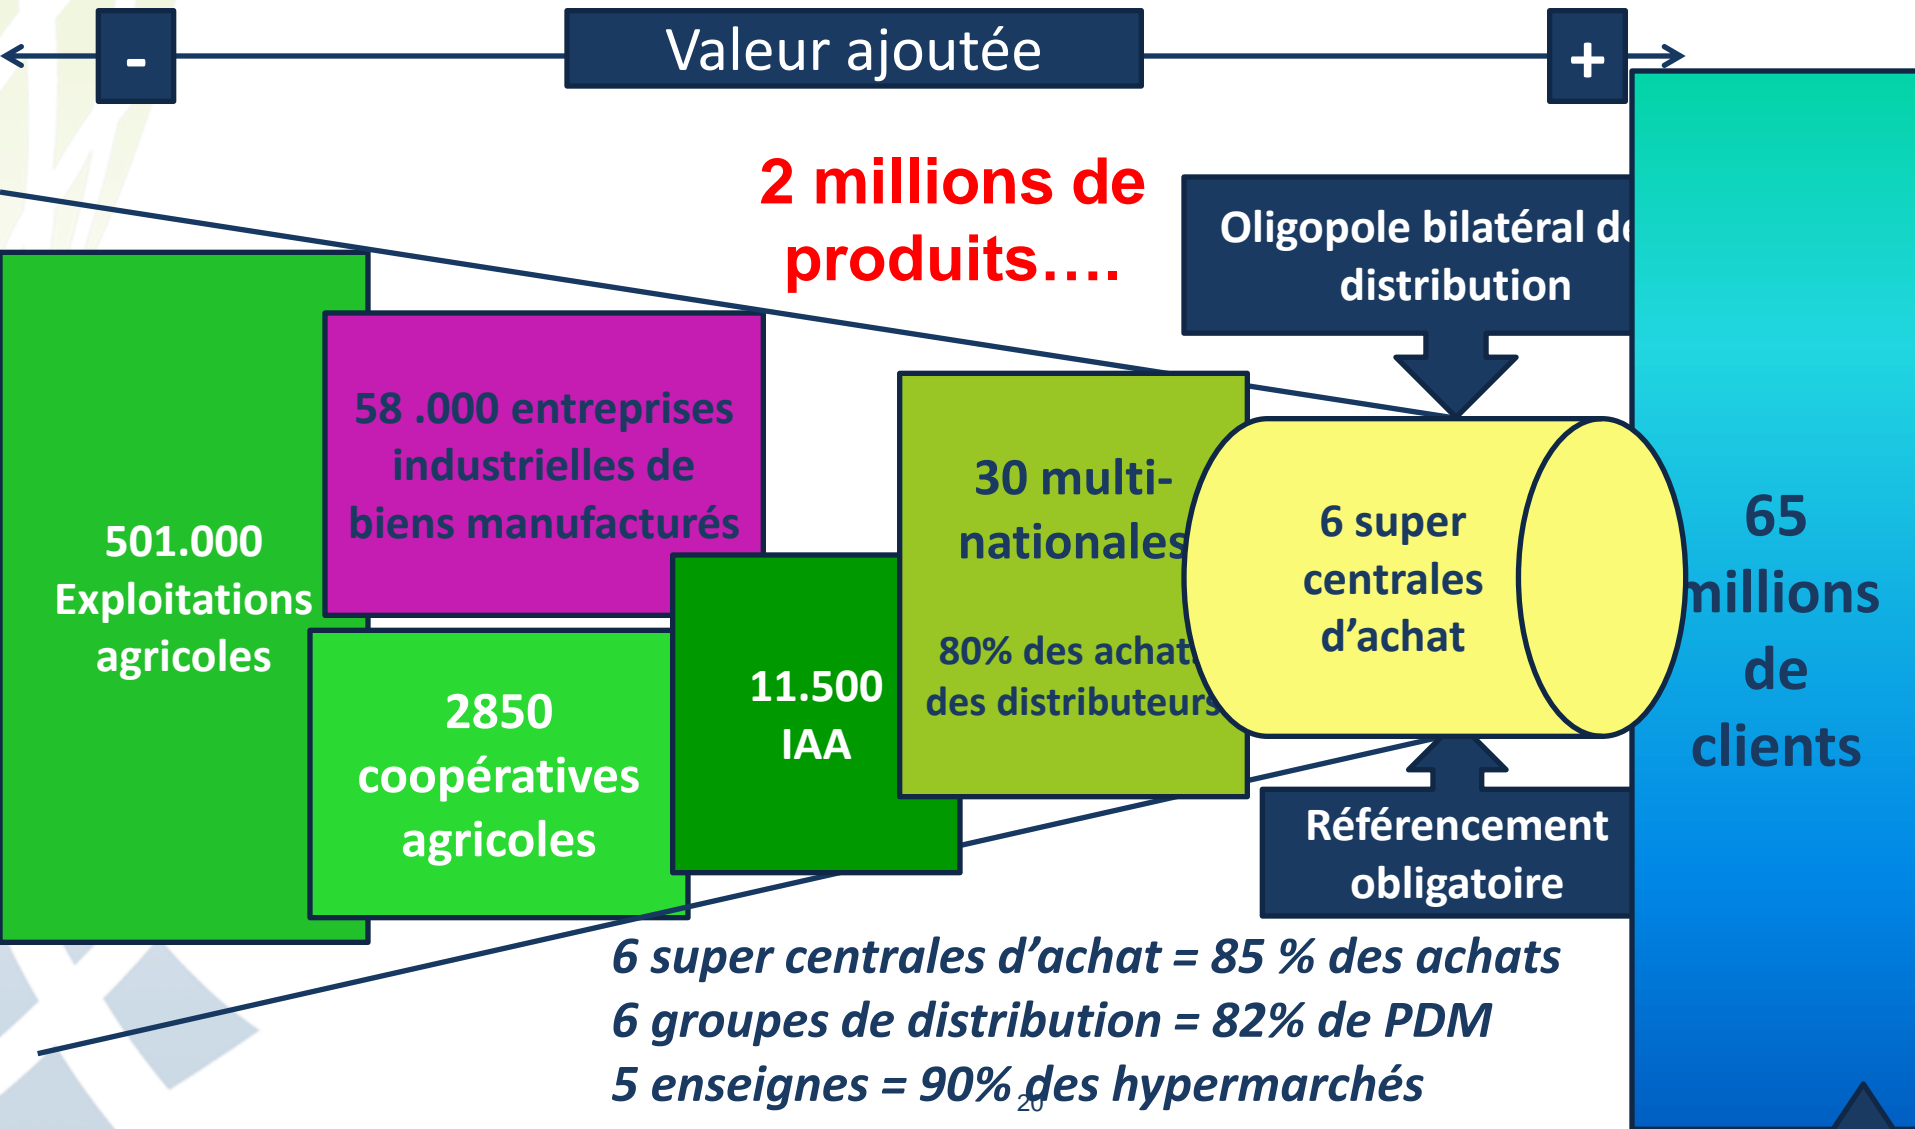 -
Valeur ajoutée
+
2 millions de
produits….
Oligopole bilatéral de
distribution
501.000
Exploitations
agricoles
58 .000 entreprises
industrielles de
biens manufacturés
2850
coopératives
agricoles
11.500
IAA
30 multi-
nationales
80% des achats
des distributeurs
6 super
centrales
d’achat
65
millions
de
clients
Référencement
obligatoire
6 super centrales d’achat = 85 % des achats
6 groupes de distribution = 82% de PDM
5 enseignes = 90% des hypermarchés
20